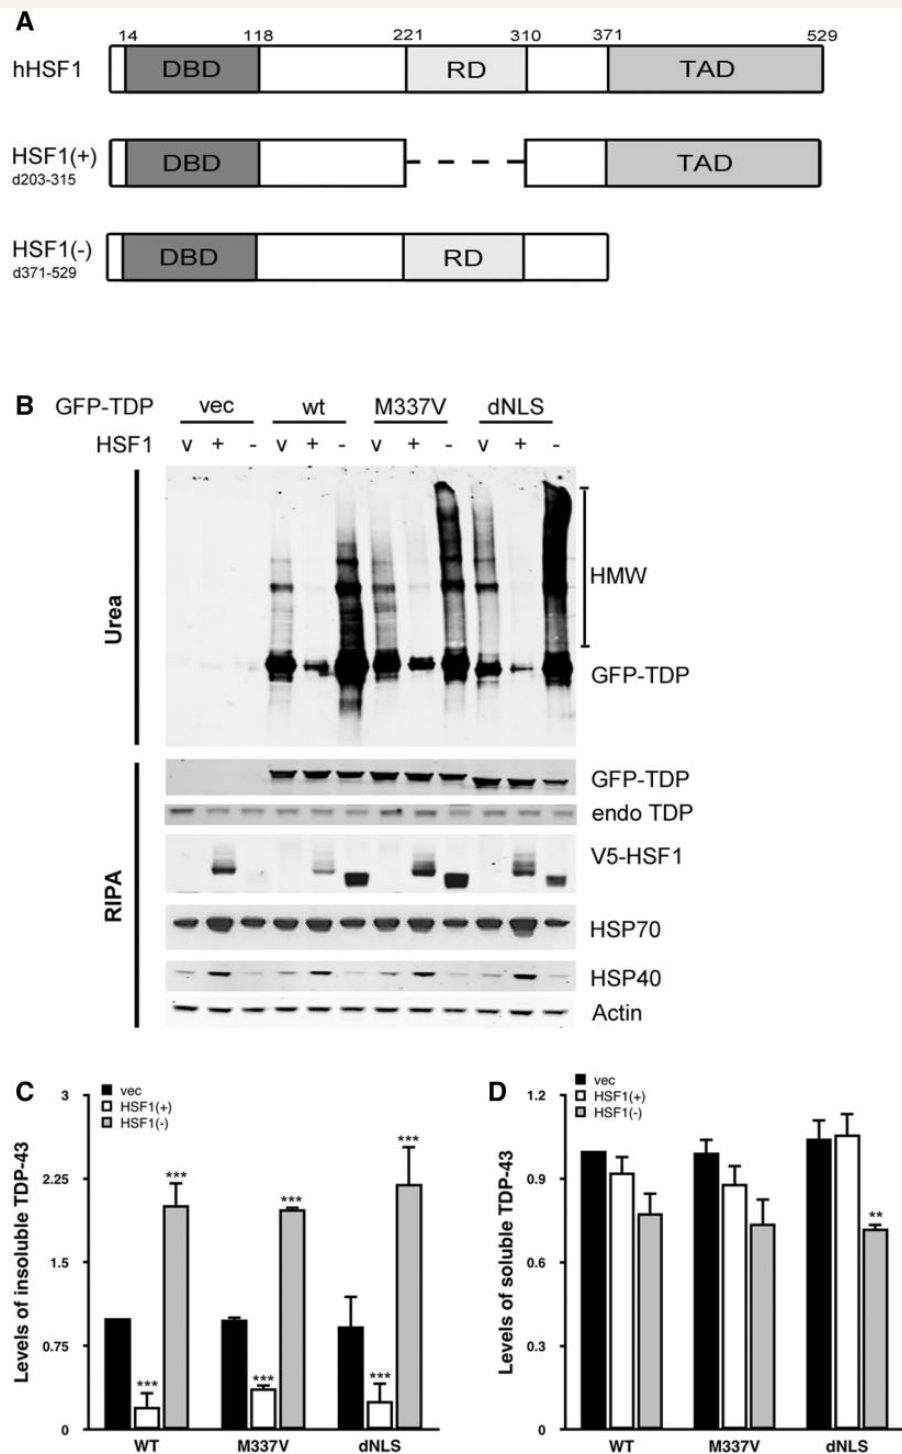 A
14 118 221 310 371 529
hHSF1 DBD RD TAD
HSF1(+) DBD TAD
d203-315
HSF1(-) DBD RD
d371-529
B GFP-TDP vec wt M337V dNLS
HSF1 v + - v + - v + - v + -
Urea
HMW
GFP-TDP
RIPA
GFP-TDP
endo TDP
V5-HSF1
HSP70
HSP40
Actin
C
vec
HSF1(+)
HSF1(-)
Levels of insoluble TDP-43
3
2.25
1.5
0.75
0
*** *** ***
*** *** ***
WT M337V dNLS
D
vec
HSF1(+)
HSF1(-)
Levels of soluble TDP-43
1.2
0.9
0.6
0.3
0
**
WT M337V dNLS